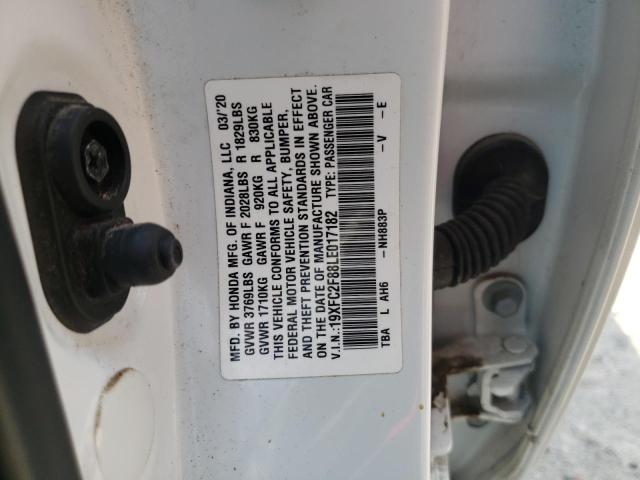 MFD. BY HONDA MFG. OF INDIANA, LLC 03/'20
GVWR 3769LBS GAWR F 2028LBS R 1829LBS
GVWR 1710KG GAWR F 920KG R 830KG
THIS VEHICLE CONFORMS TO ALL APPLICABLE
FEDERAL MOTOR VEHICLE SAFETY, BUMPER,
AND THEFT PREVENTION STANDARDS IN EFFECT
ON THE DATE OF MANUFACTURE SHOWN ABOVE.
V.I.N.:19XFC2F88LE017182 TYPE: PASSENGER CAR
TBA L AH6 -NH883P -V -E